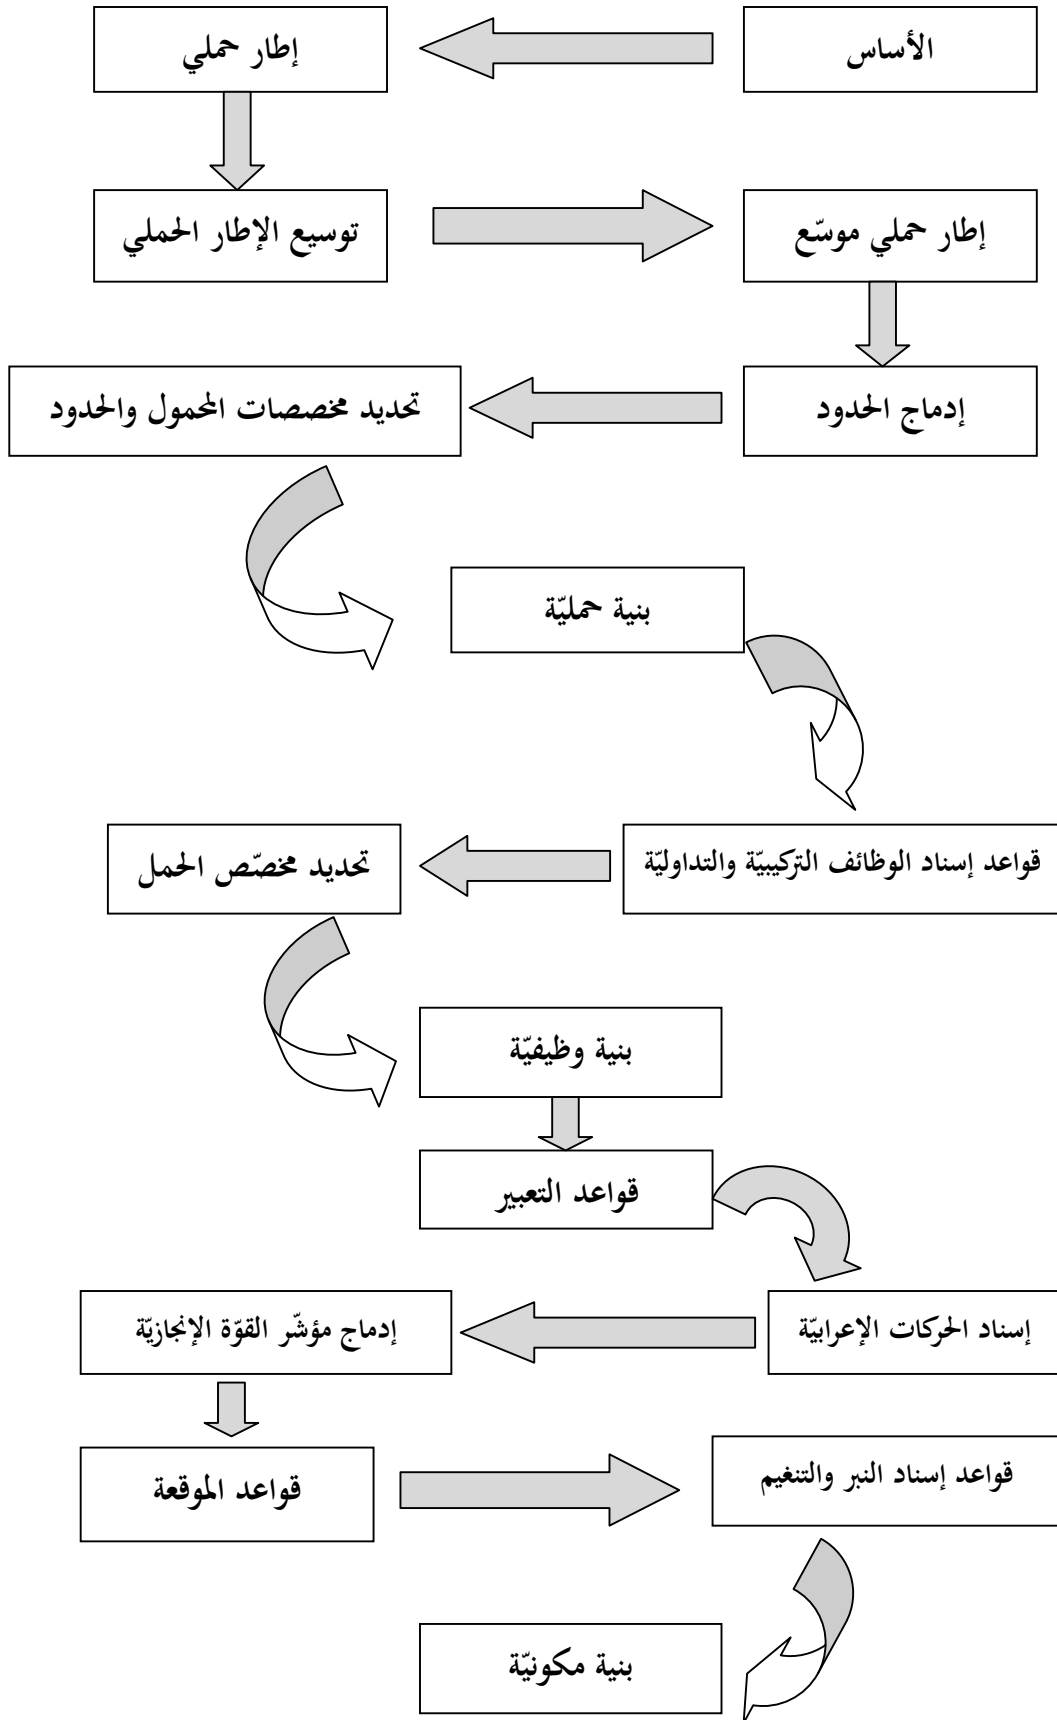 الأساس
إطار حملي
توسيع الإطار الحملي
إطار حملي موسّع
إدماج الحدود
تحديد مخصصات المحمول والحدود
بنية حمليّة
قواعد إسناد الوظائف التركيبيّة والتداوليّة
تحديد مخصّص الحمل
بنية وظيفيّة
قواعد التعبير
إسناد الحركات الإعرابيّة
إدماج مؤشّر القوّة الإنجازيّة
قواعد الموقعة
قواعد إسناد النبر والتنغيم
بنية مكونيّة